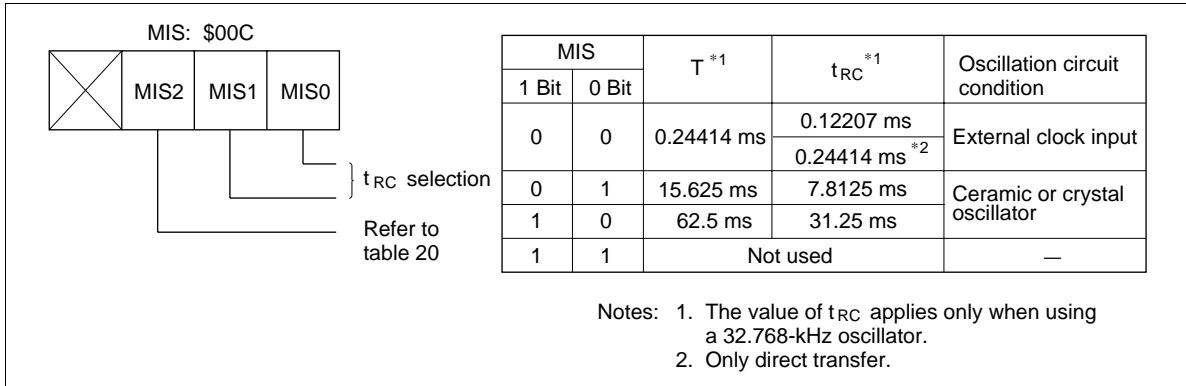 MIS: $00C
MIS2 MIS1 MIS0
t RC selection
Refer to
table 20
MIS T *1 t RC *1 Oscillation circuit condition
1 Bit 0 Bit
0 0 0.24414 ms 0.12207 ms External clock input
0.24414 ms *2
0 1 15.625 ms 7.8125 ms Ceramic or crystal oscillator
1 0 62.5 ms 31.25 ms
1 1 Not used —
Notes: 1. The value of t RC applies only when using
a 32.768-kHz oscillator.
2. Only direct transfer.